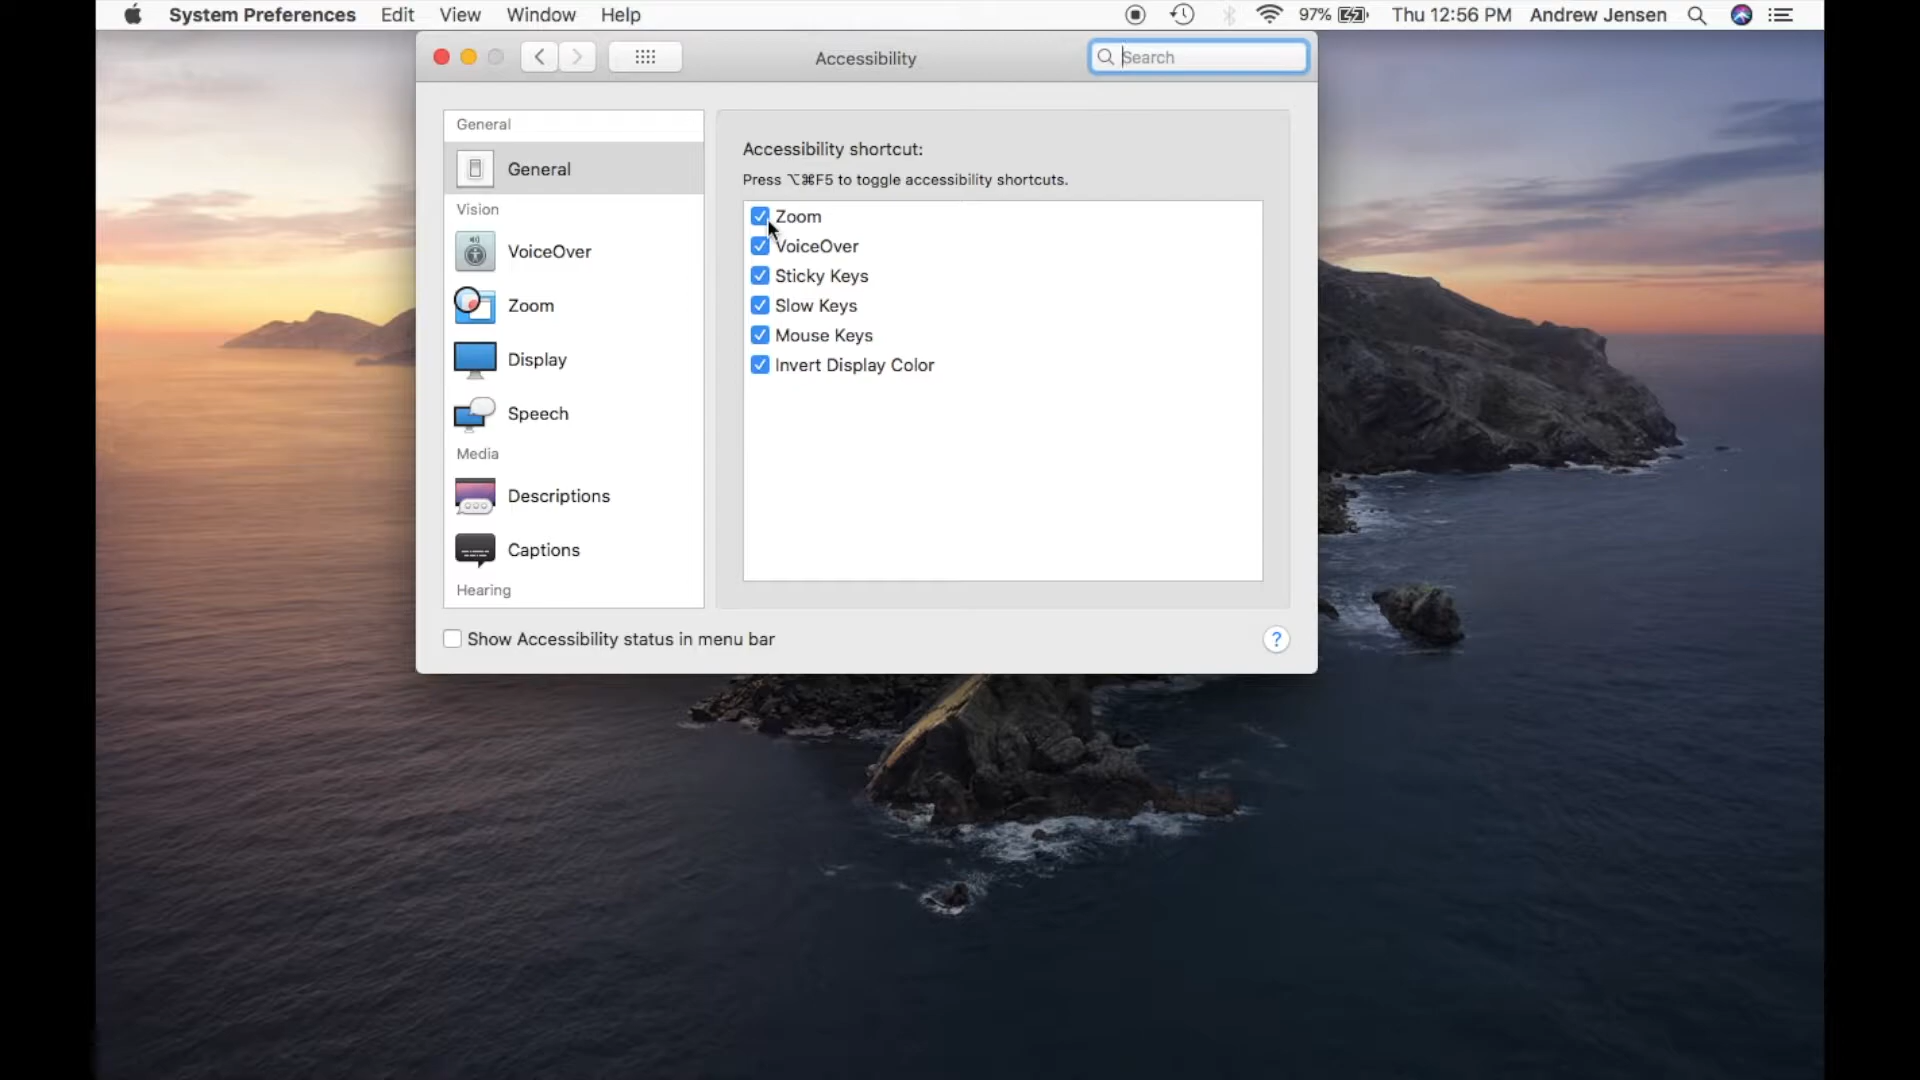 System Preferences Edit View Window Help 97% Thu 12:56 PM Andrew Jensen
Accessibility
Search
General
General
Vision
VoiceOver
Zoom
Display
Speech
Media
Descriptions
Captions
Hearing
Accessibility shortcut:
Press ⌥⌘F5 to toggle accessibility shortcuts.
Zoom
VoiceOver
Sticky Keys
Slow Keys
Mouse Keys
Invert Display Color
Show Accessibility status in menu bar
?